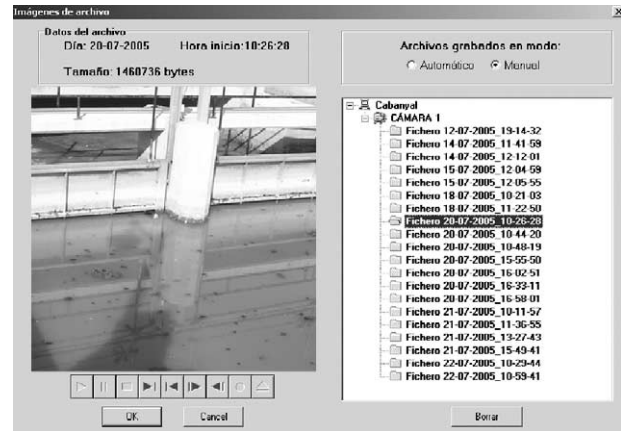 Imágenes de archivo
Datos del archivo
Día: 20-07-2005 Hora inicio:10:26:28
Tamaño: 1460736 bytes
Archivos grabados en modo:
Automático Manual
Cabanyal
CÁMARA 1
Fichero 12-07-2005_19-14-32
Fichero 14-07-2005_11-41-59
Fichero 14-07-2005_12-12-01
Fichero 15-07-2005_12-04-59
Fichero 15-07-2005_12-05-55
Fichero 18-07-2005_10-21-03
Fichero 18-07-2005_11-22-50
Fichero 20-07-2005_10-26-28
Fichero 20-07-2005_10-44-20
Fichero 20-07-2005_10-48-19
Fichero 20-07-2005_15-55-50
Fichero 20-07-2005_16-02-51
Fichero 20-07-2005_16-33-11
Fichero 20-07-2005_16-58-01
Fichero 21-07-2005_10-11-57
Fichero 21-07-2005_11-36-55
Fichero 21-07-2005_13-27-43
Fichero 21-07-2005_15-49-41
Fichero 22-07-2005_10-29-44
Fichero 22-07-2005_10-59-41
OK
Cancel
Borrar